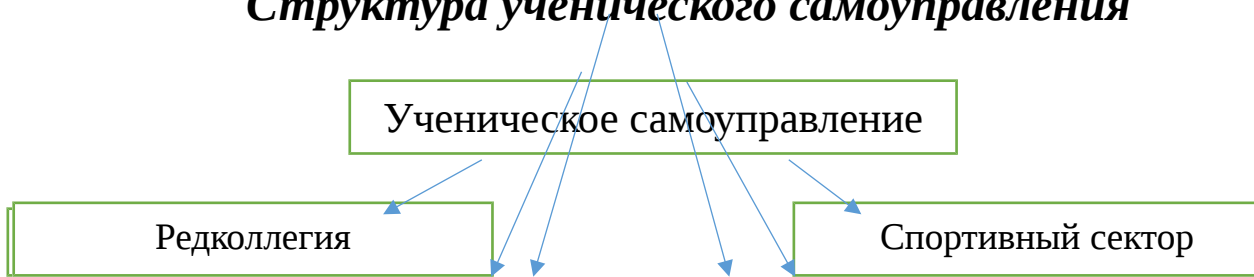 Структура ученического самоуправления
Ученическое самоуправление
Редколлегия
Спортивный сектор